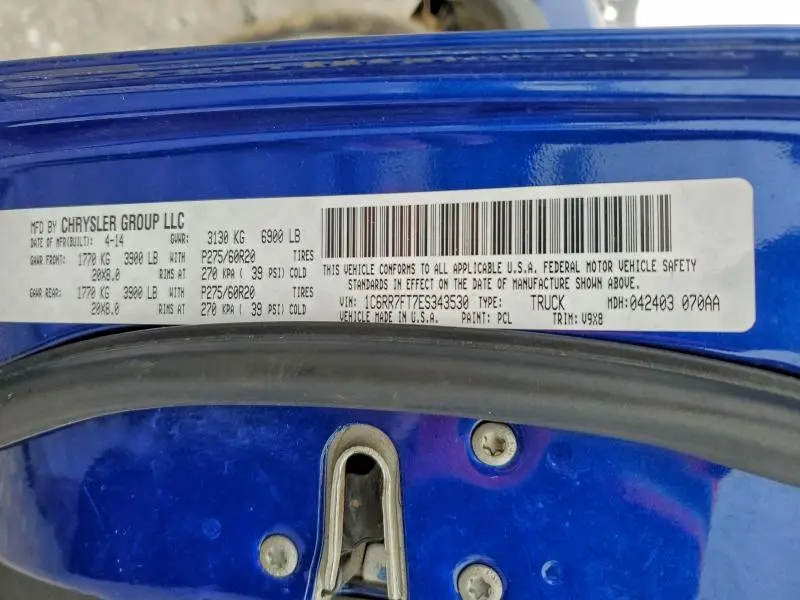 MFD BY CHRYSLER GROUP LLC
DATE OF MFR(BUILT): 4-14 GVWR: 3130 KG 6900 LB
GAWR FRONT: 1770 KG 3900 LB WITH P275/60R20 TIRES
20X8.0 RIMS AT 270 KPA ( 39 PSI) COLD
GAWR REAR: 1770 KG 3900 LB WITH P275/60R20 TIRES
20X8.0 RIMS AT 270 KPA ( 39 PSI) COLD
THIS VEHICLE CONFORMS TO ALL APPLICABLE U.S.A. FEDERAL MOTOR VEHICLE SAFETY
STANDARDS IN EFFECT ON THE DATE OF MANUFACTURE SHOWN ABOVE.
VIN: 1C6RR7FT7ES343530 TYPE: TRUCK MDH: 042403 070AA
VEHICLE MADE IN U.S.A. PAINT: PCL TRIM: V9X8